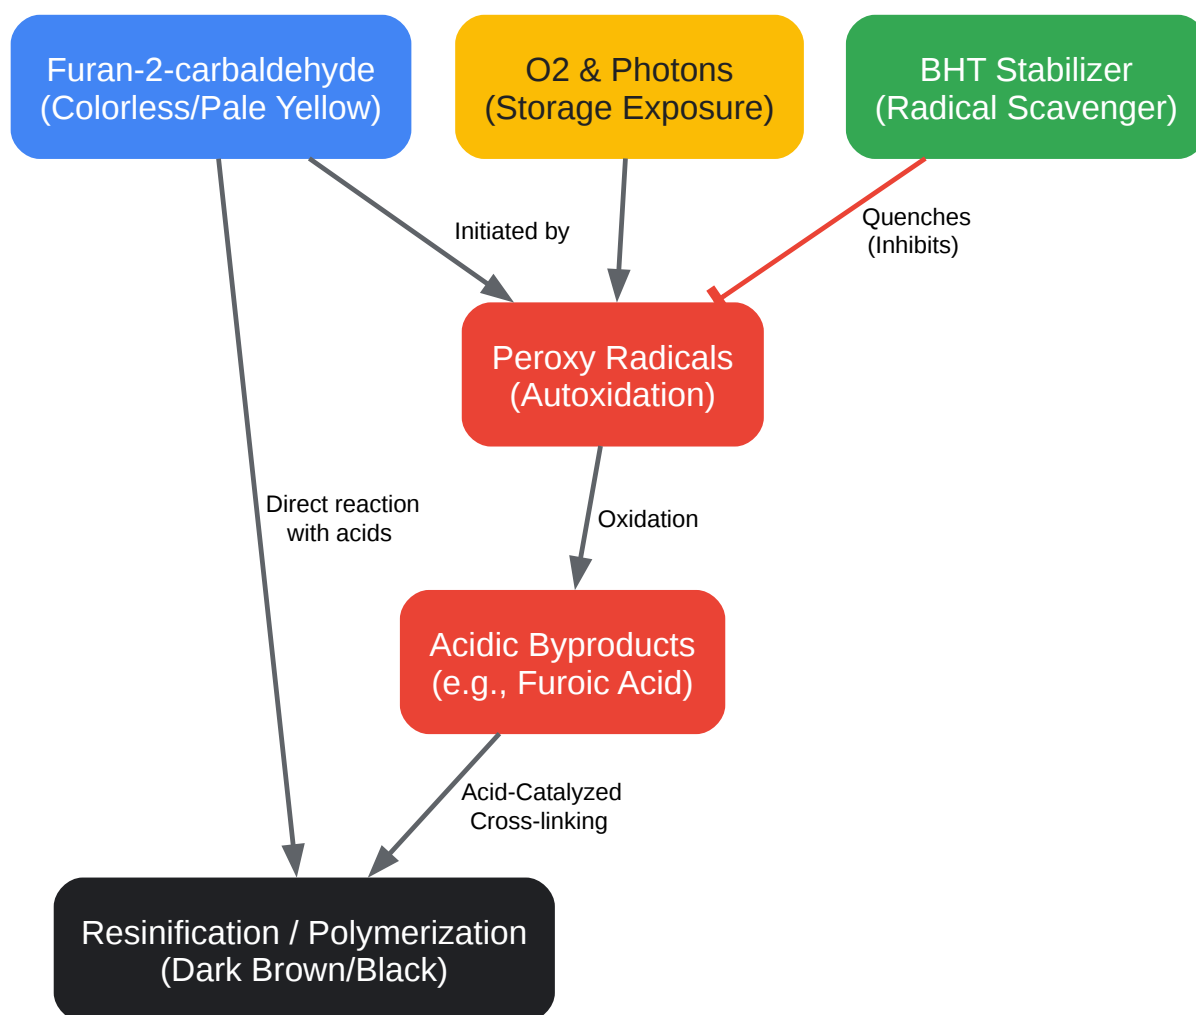 Furan-2-carbaldehyde
(Colorless/Pale Yellow)
O2 & Photons
(Storage Exposure)
BHT Stabilizer
(Radical Scavenger)
Initiated by
Quenches
(Inhibits)
Peroxy Radicals
(Autoxidation)
Direct reaction
with acids
Oxidation
Acidic Byproducts
(e.g., Furoic Acid)
Acid-Catalyzed
Cross-linking
Resinification / Polymerization
(Dark Brown/Black)